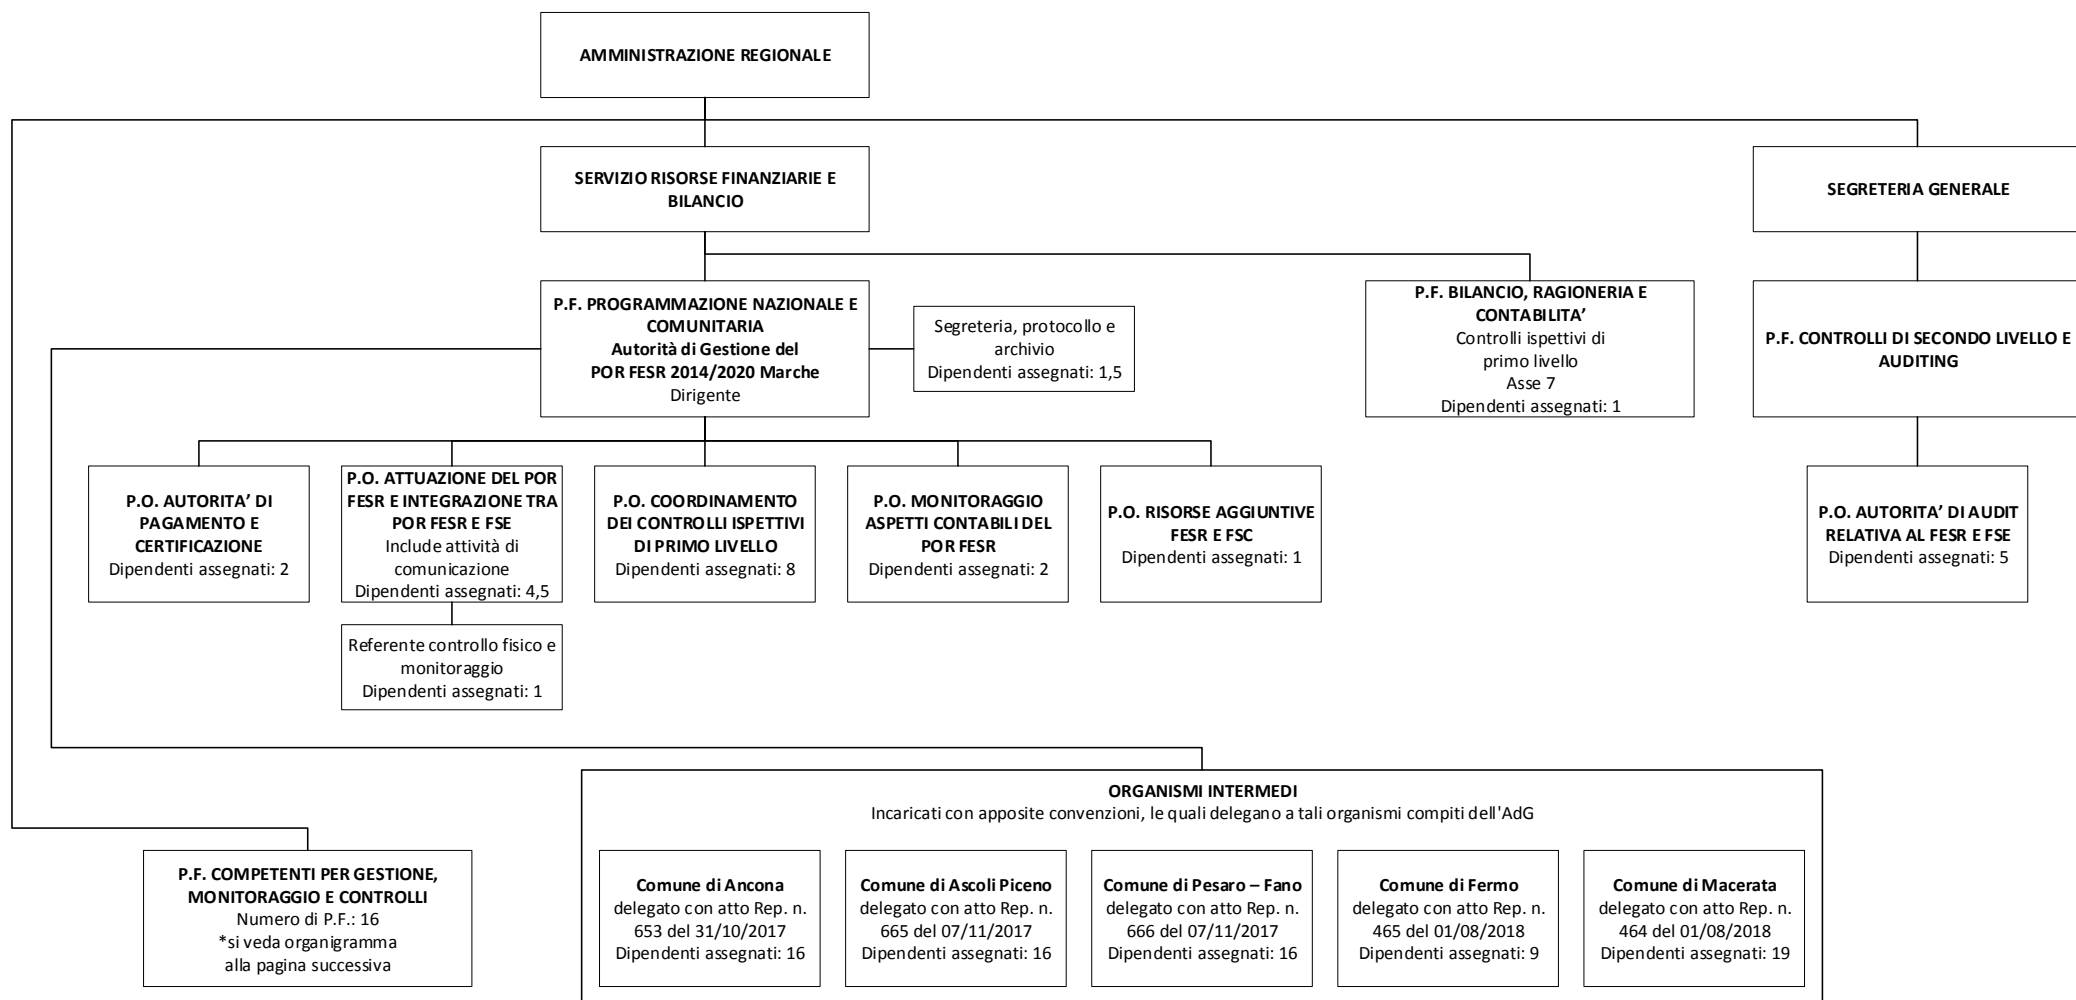 AMMINISTRAZIONE REGIONALE
SERVIZIO RISORSE FINANZIARIE E
BILANCIO
SEGRETERIA GENERALE
P.F. PROGRAMMAZIONE NAZIONALE E
COMUNITARIA
Autorità di Gestione del
POR FESR 2014/2020 Marche
Dirigente
Segreteria, protocollo e
archivio
Dipendenti assegnati: 1,5
P.F. BILANCIO, RAGIONERIA E
CONTABILITA’
Controlli ispettivi di
primo livello
Asse 7
Dipendenti assegnati: 1
P.F. CONTROLLI DI SECONDO LIVELLO E
AUDITING
P.O. AUTORITA’ DI
PAGAMENTO E
CERTIFICAZIONE
Dipendenti assegnati: 2
P.O. ATTUAZIONE DEL POR
FESR E INTEGRAZIONE TRA
POR FESR E FSE
Include attività di
comunicazione
Dipendenti assegnati: 4,5
P.O. COORDINAMENTO
DEI CONTROLLI ISPETTIVI
DI PRIMO LIVELLO
Dipendenti assegnati: 8
P.O. MONITORAGGIO
ASPETTI CONTABILI DEL
POR FESR
Dipendenti assegnati: 2
P.O. RISORSE AGGIUNTIVE
FESR E FSC
Dipendenti assegnati: 1
P.O. AUTORITA’ DI AUDIT
RELATIVA AL FESR E FSE
Dipendenti assegnati: 5
Referente controllo fisico e
monitoraggio
Dipendenti assegnati: 1
ORGANISMI INTERMEDI
Incaricati con apposite convenzioni, le quali delegano a tali organismi compiti dell'AdG
P.F. COMPETENTI PER GESTIONE,
MONITORAGGIO E CONTROLLI
Numero di P.F.: 16
*si veda organigramma
alla pagina successiva
Comune di Ancona
delegato con atto Rep. n.
653 del 31/10/2017
Dipendenti assegnati: 16
Comune di Ascoli Piceno
delegato con atto Rep. n.
665 del 07/11/2017
Dipendenti assegnati: 16
Comune di Pesaro – Fano
delegato con atto Rep. n.
666 del 07/11/2017
Dipendenti assegnati: 16
Comune di Fermo
delegato con atto Rep. n.
465 del 01/08/2018
Dipendenti assegnati: 9
Comune di Macerata
delegato con atto Rep. n.
464 del 01/08/2018
Dipendenti assegnati: 19